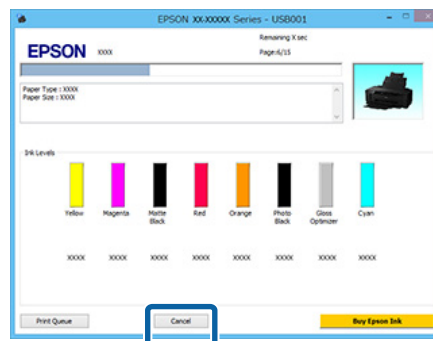 EPSON XX-XXXXX Series - USB001
EPSON XXXX
Remaining X sec
Page:6/15
Paper Type : XXXX
Paper Size : XXXX
Ink Levels
Yellow Magenta Matte Black Red Orange Photo Black Gloss Optimizer Cyan
XXXX XXXX XXXX XXXX XXXX XXXX XXXX XXXX
Print Queue Cancel Buy Epson Ink